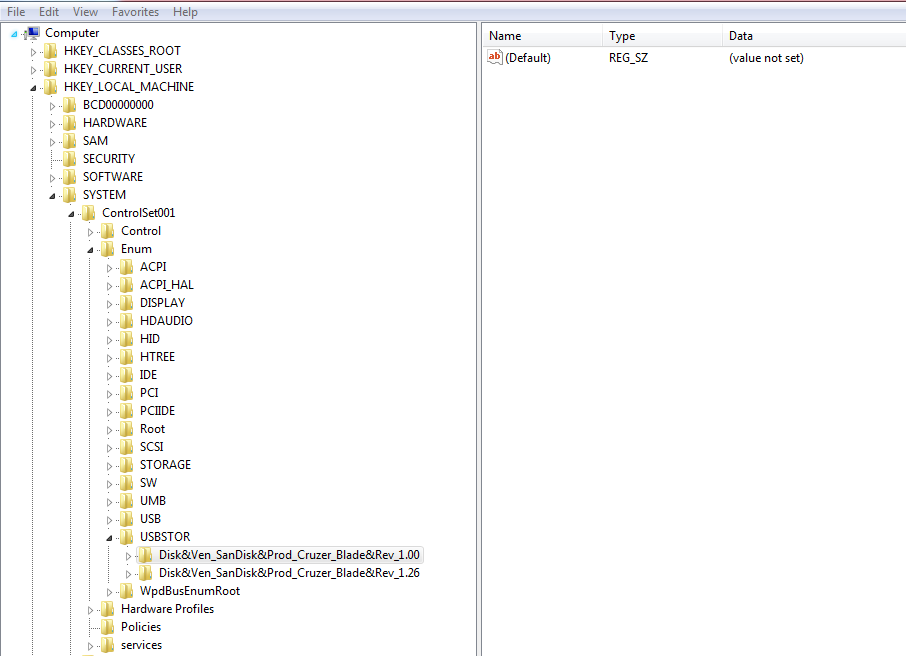 File Edit View Favorites Help
Computer
HKEY_CLASSES_ROOT
HKEY_CURRENT_USER
HKEY_LOCAL_MACHINE
BCD00000000
HARDWARE
SAM
SECURITY
SOFTWARE
SYSTEM
ControlSet001
Control
Enum
ACPI
ACPI_HAL
DISPLAY
HDAUDIO
HID
HTREE
IDE
PCI
PCIIDE
Root
SCSI
STORAGE
SW
UMB
USB
USBSTOR
Disk&Ven_SanDisk&Prod_Cruzer_Blade&Rev_1.00
Disk&Ven_SanDisk&Prod_Cruzer_Blade&Rev_1.26
WpdBusEnumRoot
Hardware Profiles
Policies
services
Name Type Data
ab (Default) REG_SZ (value not set)